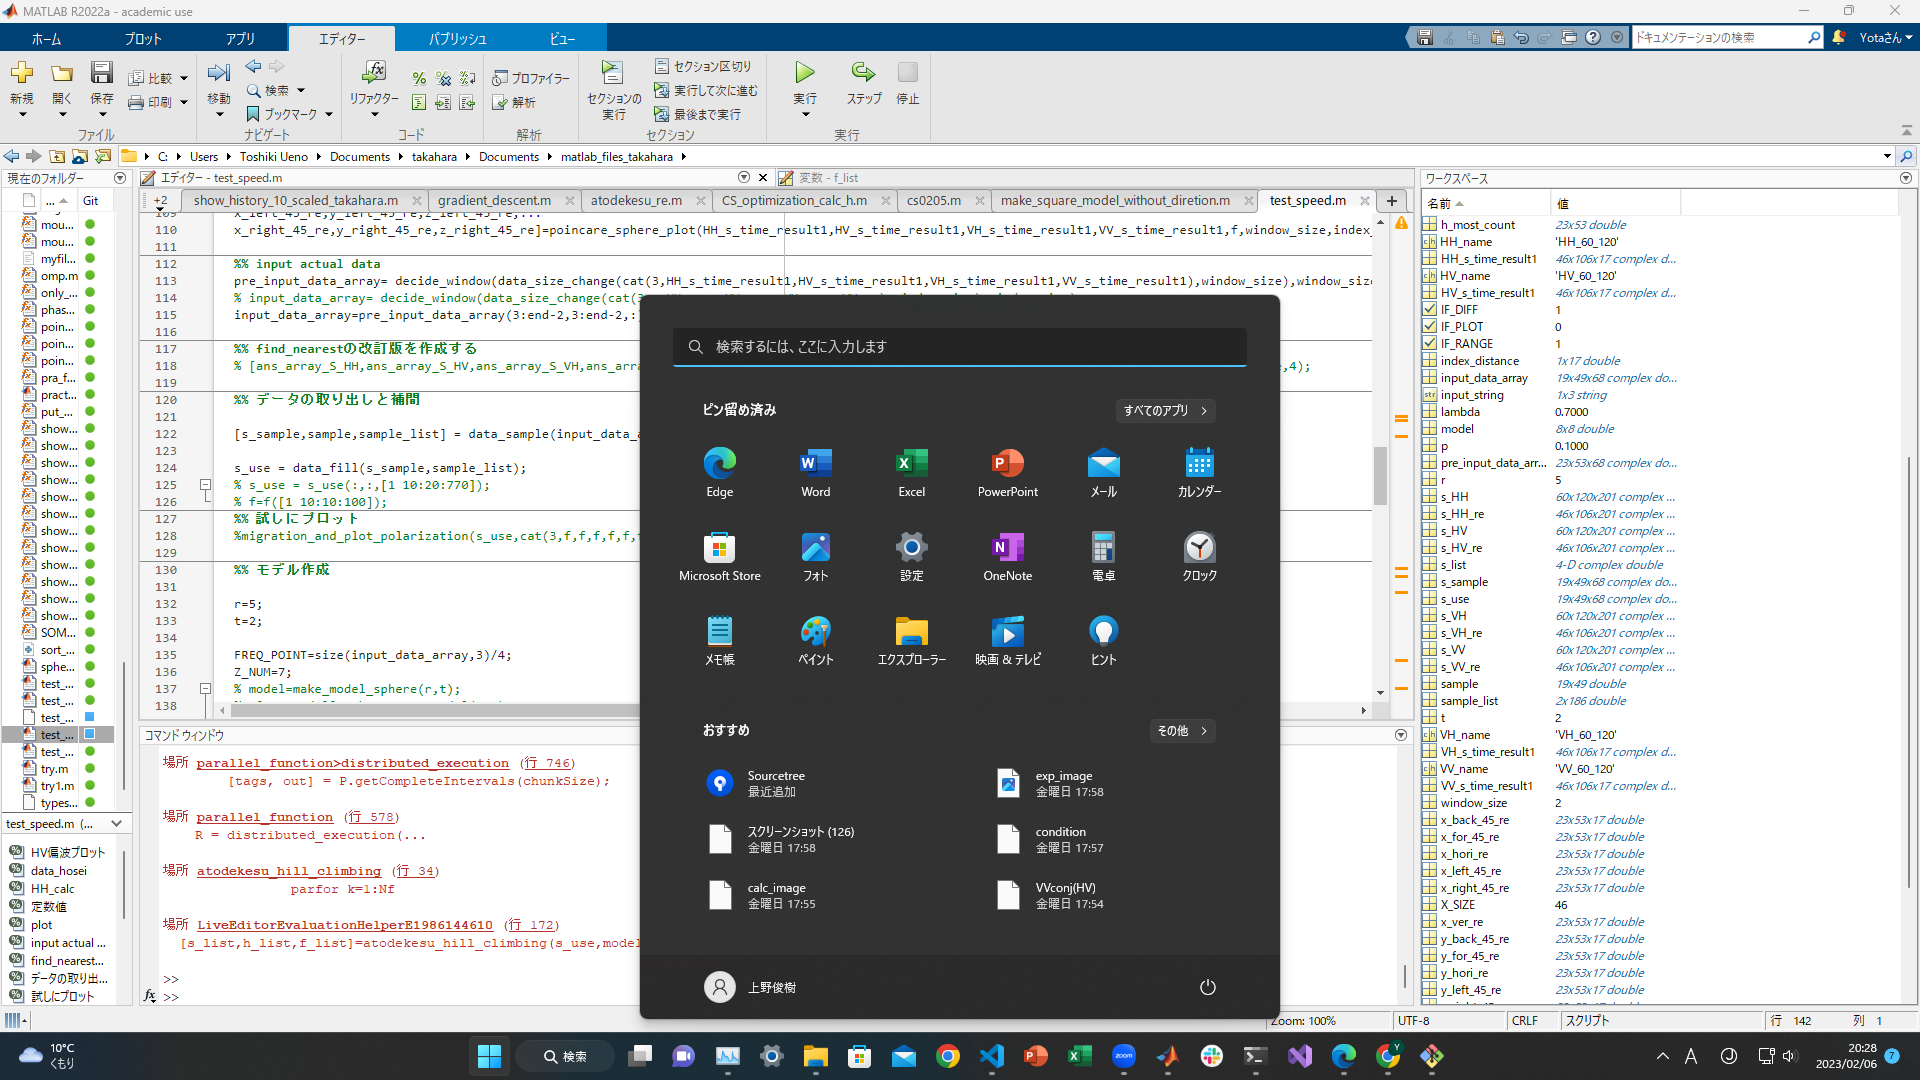 MATLAB R2022a - academic use
ホーム
プロット
アプリ
エディター
パブリッシュ
ビュー
ドキュメンテーションの検索
Yotaさん
新規
開く
保存
比較
印刷
ファイル
移動
検索
ブックマーク
ナビゲート
リファクター
コード
プロファイラー
解析
解析
セクションの
実行
セクション区切り
実行して次に進む
最後まで実行
セクション
実行
ステップ
停止
実行
C: Users Toshiki Ueno Documents takahara Documents matlab_files_takahara
現在のフォルダー
... Git
mou...
mou...
myfil...
omp.m
only_...
phas...
poin...
poin...
poin...
pra_f...
pract...
put_...
show...
show...
show...
show...
show...
show...
show...
show...
show...
show...
show...
show...
SOM...
sort_...
sphe...
test_...
test_...
test_...
test_...
test_...
try.m
try1.m
types...
test_speed.m (...
HV偏波プロット
data_hosei
HH_calc
定数値
plot
input actual ...
find_nearest...
データの取り出...
試しにプロット
エディター - test_speed.m
変数 - f_list
+2
show_history_10_scaled_takahara.m
gradient_descent.m
atodekesu_re.m
CS_optimization_calc_h.m
cs0205.m
make_square_model_without_diretion.m
test_speed.m
109 x_left_45_re,y_left_45_re,z_left_45_re,...
110 x_right_45_re,y_right_45_re,z_right_45_re]=poincare_sphere_plot(HH_s_time_result1,HV_s_time_result1,VH_s_time_result1,VV_s_time_result1,f,window_size,index_
111
112 %% input actual data
113 pre_input_data_array= decide_window(data_size_change(cat(3,HH_s_time_result1,HV_s_time_result1,VH_s_time_result1,VV_s_time_result1),window_size),window_size
114 % input_data_array= decide_window(data_size_change(cat(3
115 input_data_array=pre_input_data_array(3:end-2,3:end-2,:
116
117 %% find_nearestの改訂版を作成する
118 % [ans_array_S_HH,ans_array_S_HV,ans_array_S_VH,ans_arra ,4);
119
120 %% データの取り出しと補間
121
122 [s_sample,sample,sample_list] = data_sample(input_data_a
123
124 s_use = data_fill(s_sample,sample_list);
125 % s_use = s_use(:,:,[1 10:20:770]);
126 % f=f([1 10:10:100]);
127 %% 試しにプロット
128 %migration_and_plot_polarization(s_use,cat(3,f,f,f,f,f,
129
130 %% モデル作成
131
132 r=5;
133 t=2;
134
135 FREQ_POINT=size(input_data_array,3)/4;
136 Z_NUM=7;
137 % model=make_model_sphere(r,t);
138
コマンド ウィンドウ
場所 parallel_function>distributed_execution (行 746)
[tags, out] = P.getCompleteIntervals(chunkSize);
場所 parallel_function (行 578)
R = distributed_execution(...
場所 atodekesu_hill_climbing (行 34)
parfor k=1:Nf
場所 LiveEditorEvaluationHelperE1986144610 (行 172)
[s_list,h_list,f_list]=atodekesu_hill_climbing(s_use,model
>>
fx >>
検索するには、ここに入力します
ピン留め済み
すべてのアプリ
Edge
Word
Excel
PowerPoint
メール
カレンダー
Microsoft Store
フォト
設定
OneNote
電卓
クロック
メモ帳
ペイント
エクスプローラー
映画 & テレビ
ヒント
おすすめ
その他
Sourcetree
最近追加
exp_image
金曜日 17:58
スクリーンショット (126)
金曜日 17:58
condition
金曜日 17:57
calc_image
金曜日 17:55
VVconj(HV)
金曜日 17:54
上野俊樹
ワークスペース
名前 値
h_most_count 23x53 double
HH_name 'HH_60_120'
HH_s_time_result1 46x106x17 complex d...
HV_name 'HV_60_120'
HV_s_time_result1 46x106x17 complex d...
IF_DIFF 1
IF_PLOT 0
IF_RANGE 1
index_distance 1x17 double
input_data_array 19x49x68 complex do...
input_string 1x3 string
lambda 0.7000
model 8x8 double
p 0.1000
pre_input_data_arr... 23x53x68 complex do...
r 5
s_HH 60x120x201 complex ...
s_HH_re 46x106x201 complex ...
s_HV 60x120x201 complex ...
s_HV_re 46x106x201 complex ...
s_list 4-D complex double
s_sample 19x49x68 complex do...
s_use 19x49x68 complex do...
s_VH 60x120x201 complex ...
s_VH_re 46x106x201 complex ...
s_VV 60x120x201 complex ...
s_VV_re 46x106x201 complex ...
sample 19x49 double
sample_list 2x186 double
t 2
VH_name 'VH_60_120'
VH_s_time_result1 46x106x17 complex d...
VV_name 'VV_60_120'
VV_s_time_result1 46x106x17 complex d...
window_size 2
x_back_45_re 23x53x17 double
x_for_45_re 23x53x17 double
x_hori_re 23x53x17 double
x_left_45_re 23x53x17 double
x_right_45_re 23x53x17 double
X_SIZE 46
x_ver_re 23x53x17 double
y_back_45_re 23x53x17 double
y_for_45_re 23x53x17 double
y_hori_re 23x53x17 double
y_left_45_re 23x53x17 double
Zoom: 100%
UTF-8
CRLF
スクリプト
行 142
列 1
10°C
くもり
検索
zoom
A
20:28
2023/02/06
7